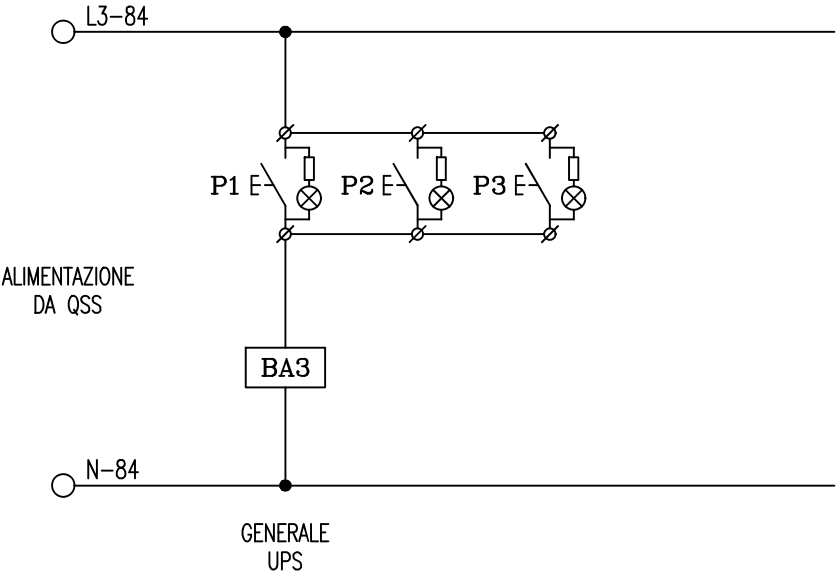 L3-84
P1
P2
P3
ALIMENTAZIONE
DA QSS
BA3
N-84
GENERALE
UPS